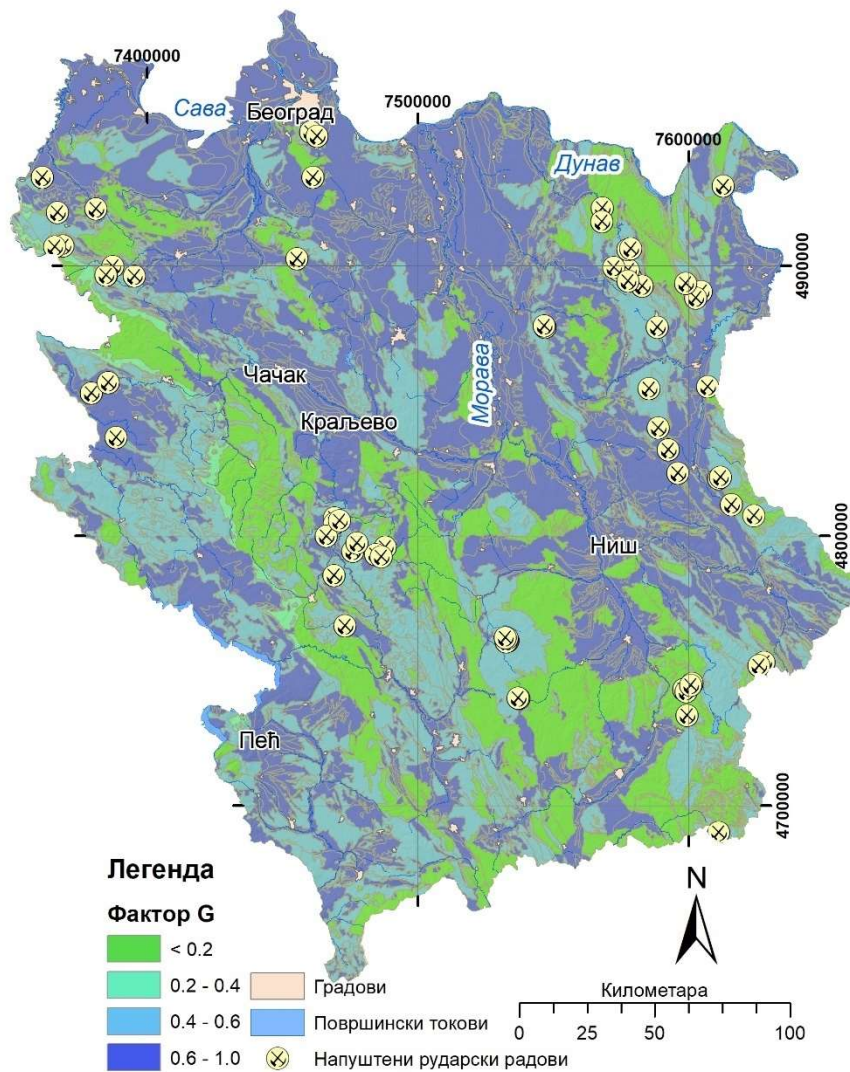 7400000
7500000
7600000
Сава
Београд
Дунав
4900000
Чачак
Морава
Краљево
Ниш
4800000
Пећ
4700000
N
Легенда
Фактор G
< 0.2
0.2 - 0.4
0.4 - 0.6
0.6 - 1.0
Градови
Површински токови
Напуштени рударски радови
Километара
0 25 50 100